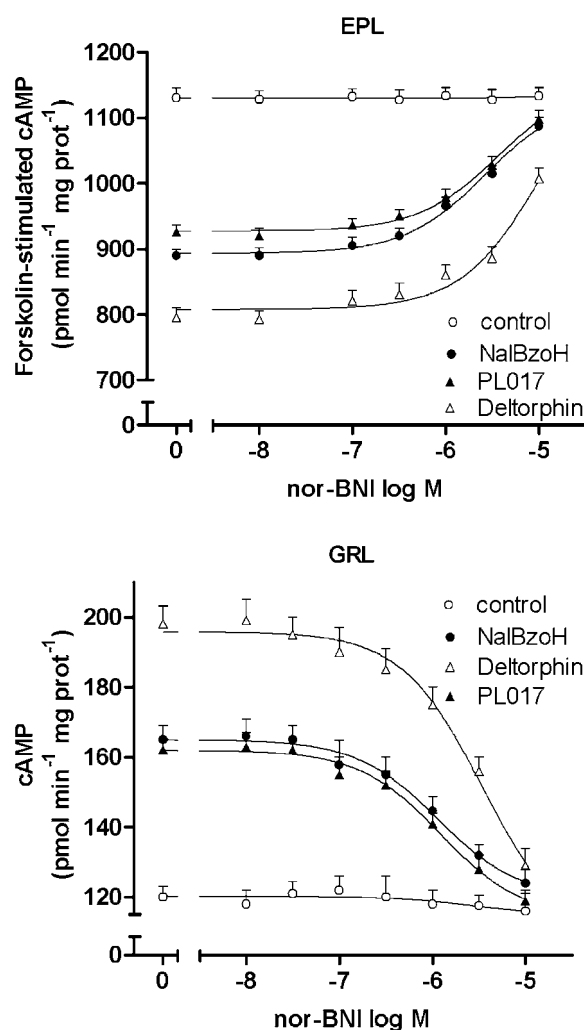 EPL
Forskolin-stimulated cAMP
(pmol min⁻¹ mg prot⁻¹)
1200
1100
1000
900
800
700
0
control
NalBzoH
PL017
Deltorphin
0 -8 -7 -6 -5
nor-BNI log M
GRL
cAMP
(pmol min⁻¹ mg prot⁻¹)
200
180
160
140
120
0
control
NalBzoH
Deltorphin
PL017
0 -8 -7 -6 -5
nor-BNI log M